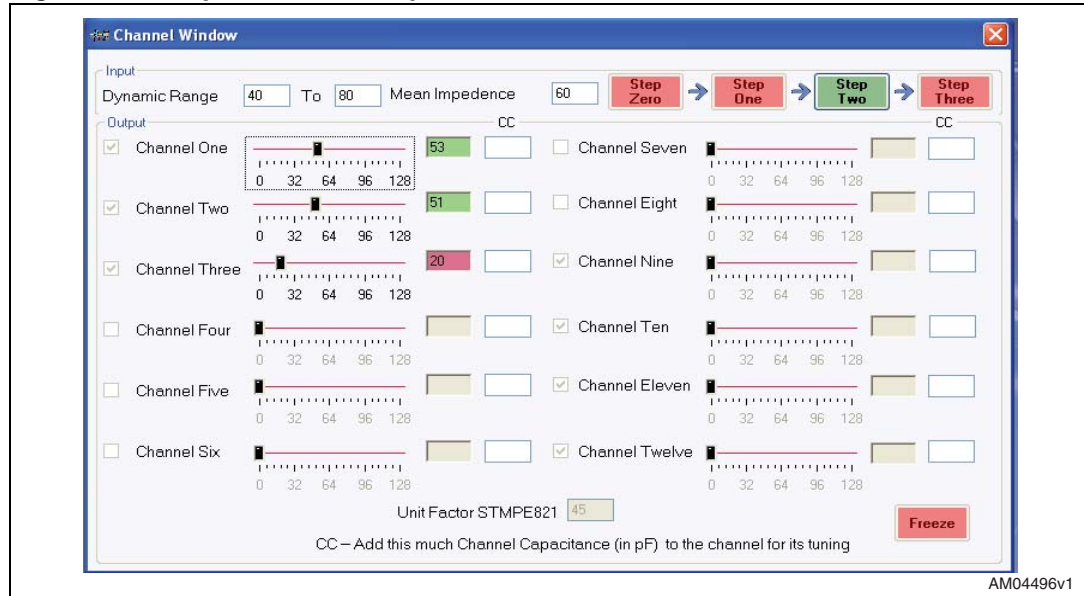 Channel Window
Input
Dynamic Range 40 To 80 Mean Impedence 60 Step Zero Step One Step Two Step Three
Output CC CC
Channel One 53
0 32 64 96 128
Channel Two 51
0 32 64 96 128
Channel Three 20
0 32 64 96 128
Channel Four
0 32 64 96 128
Channel Five
0 32 64 96 128
Channel Six
0 32 64 96 128
Channel Seven
0 32 64 96 128
Channel Eight
0 32 64 96 128
Channel Nine
0 32 64 96 128
Channel Ten
0 32 64 96 128
Channel Eleven
0 32 64 96 128
Channel Twelve
0 32 64 96 128
Unit Factor STMPE821 45
Freeze
CC – Add this much Channel Capacitance (in pF) to the channel for its tuning
AM04496v1